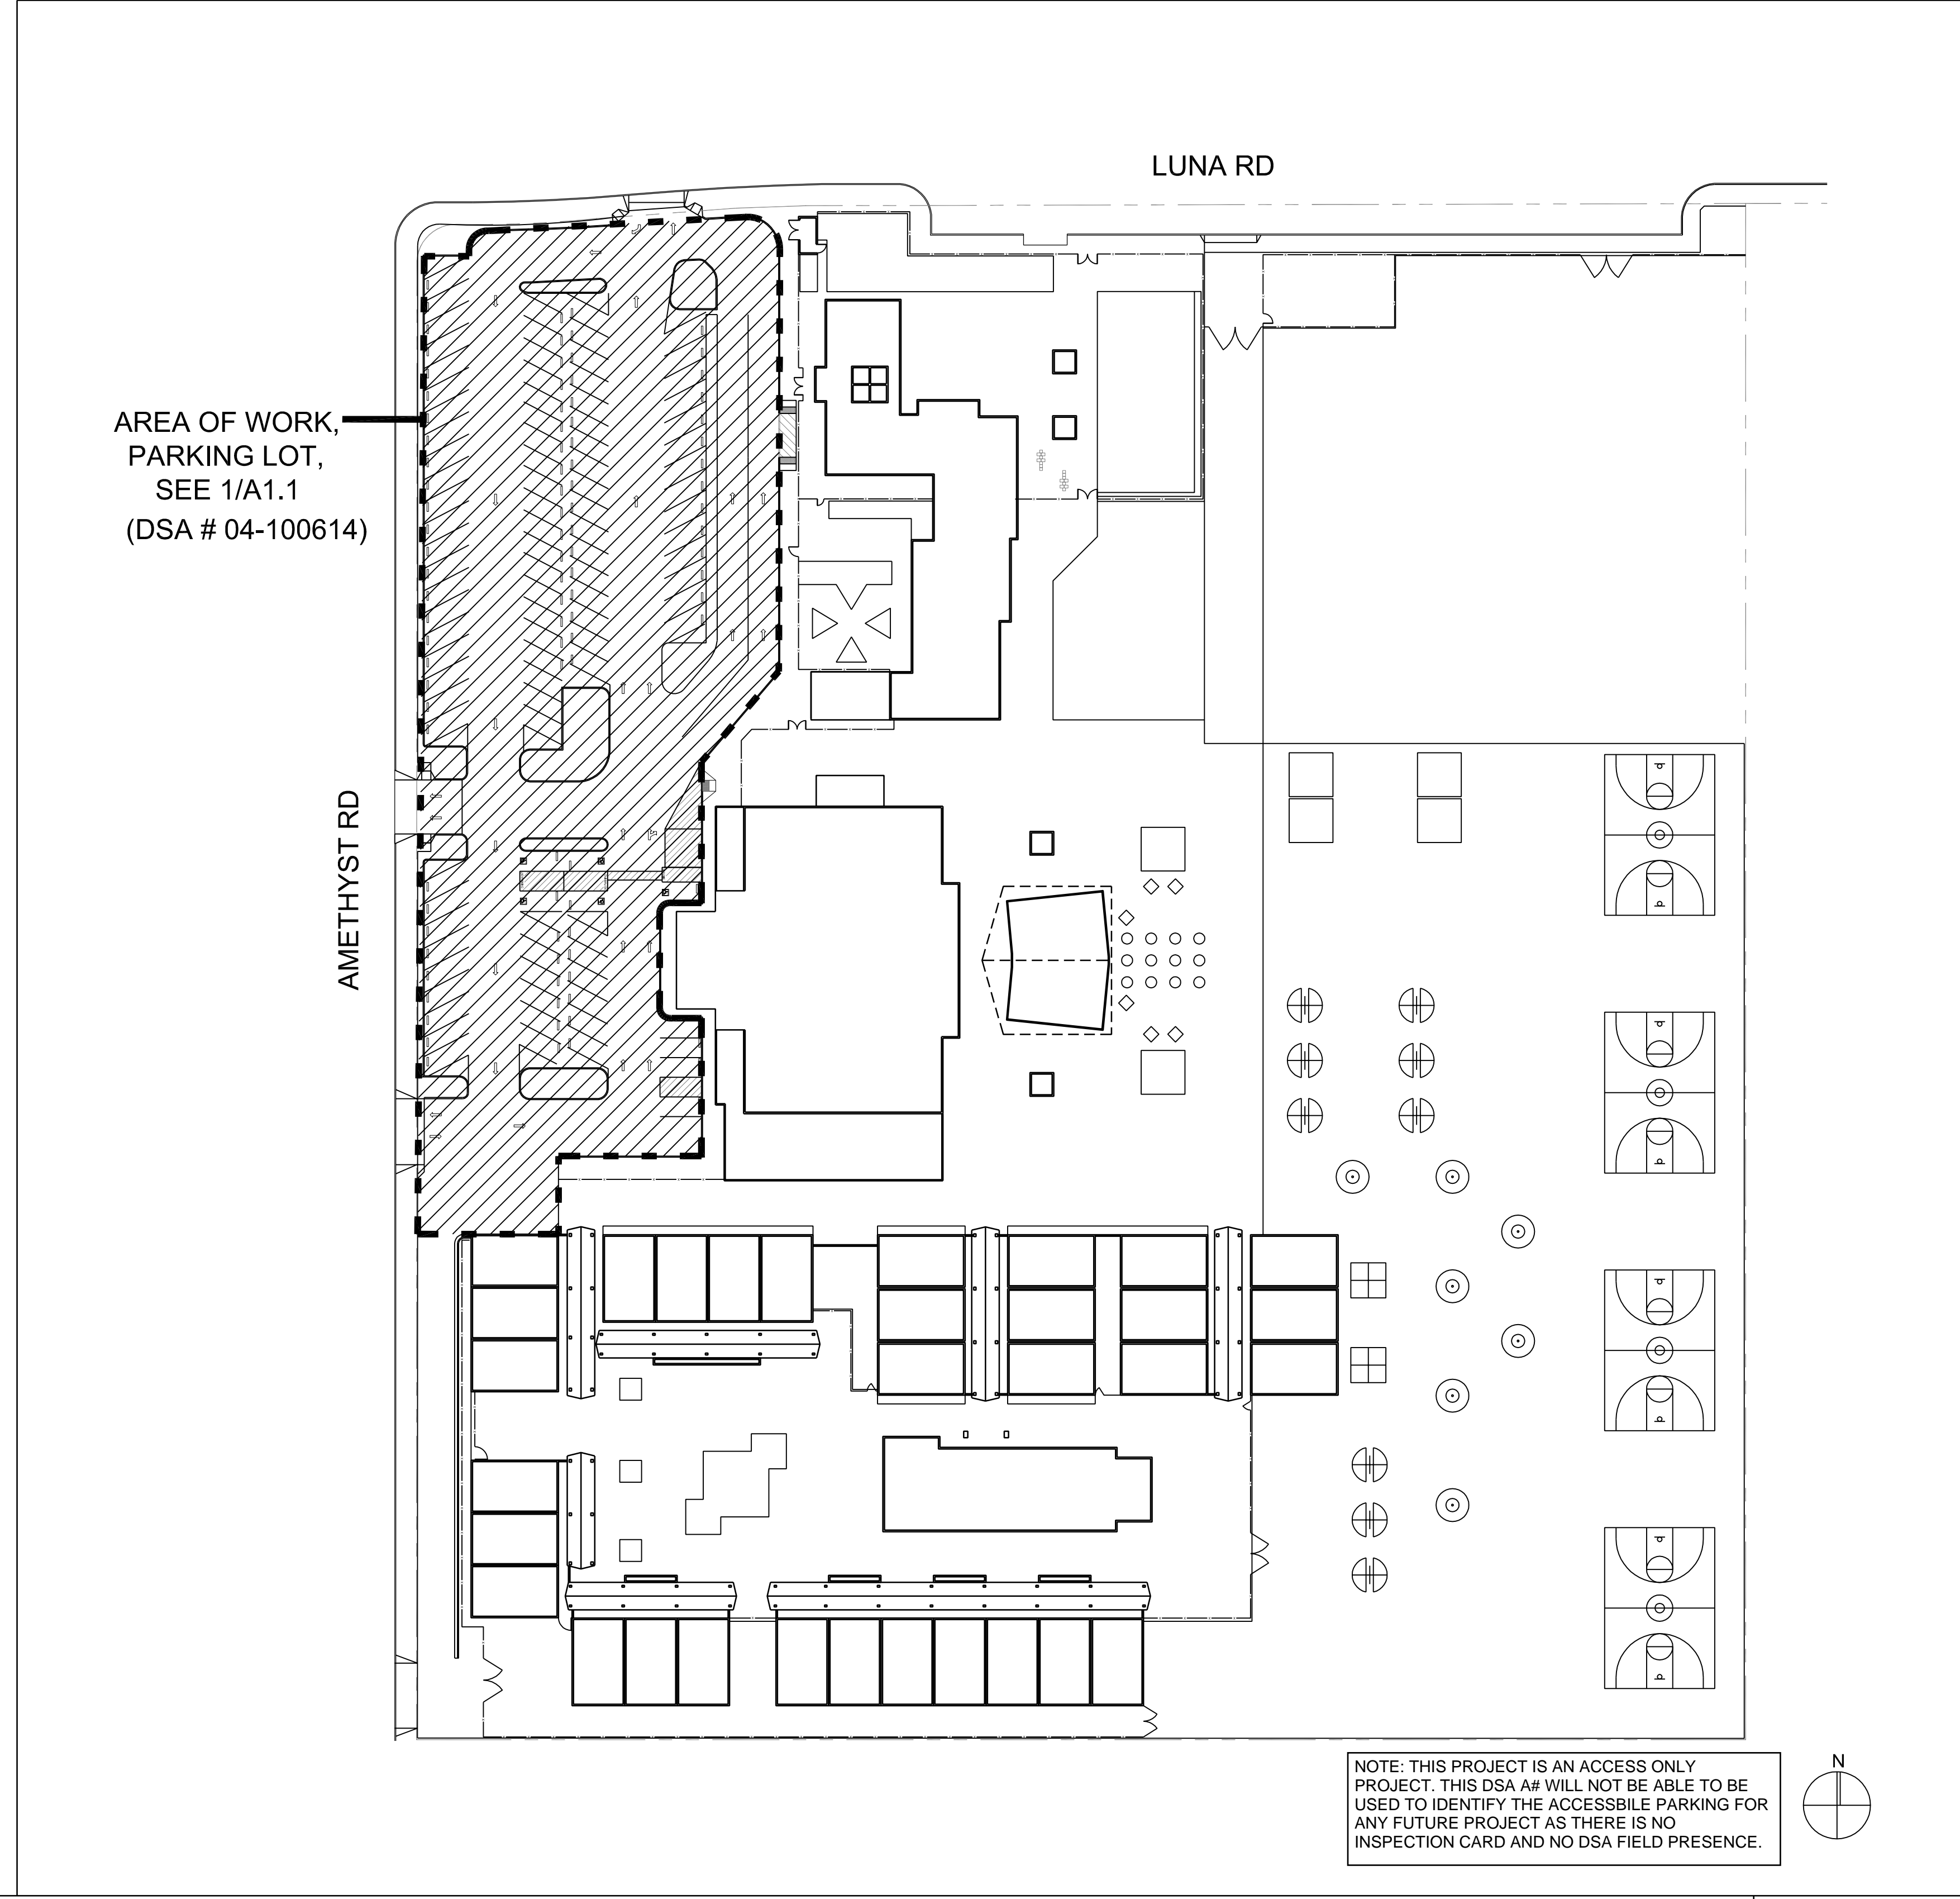 LUNA RD
AREA OF WORK,
PARKING LOT,
SEE 1/A1.1
(DSA # 04-100614)
AMETHYST RD
NOTE: THIS PROJECT IS AN ACCESS ONLY
PROJECT. THIS DSA A# WILL NOT BE ABLE TO BE
USED TO IDENTIFY THE ACCESSBILE PARKING FOR
ANY FUTURE PROJECT AS THERE IS NO
INSPECTION CARD AND NO DSA FIELD PRESENCE.
N